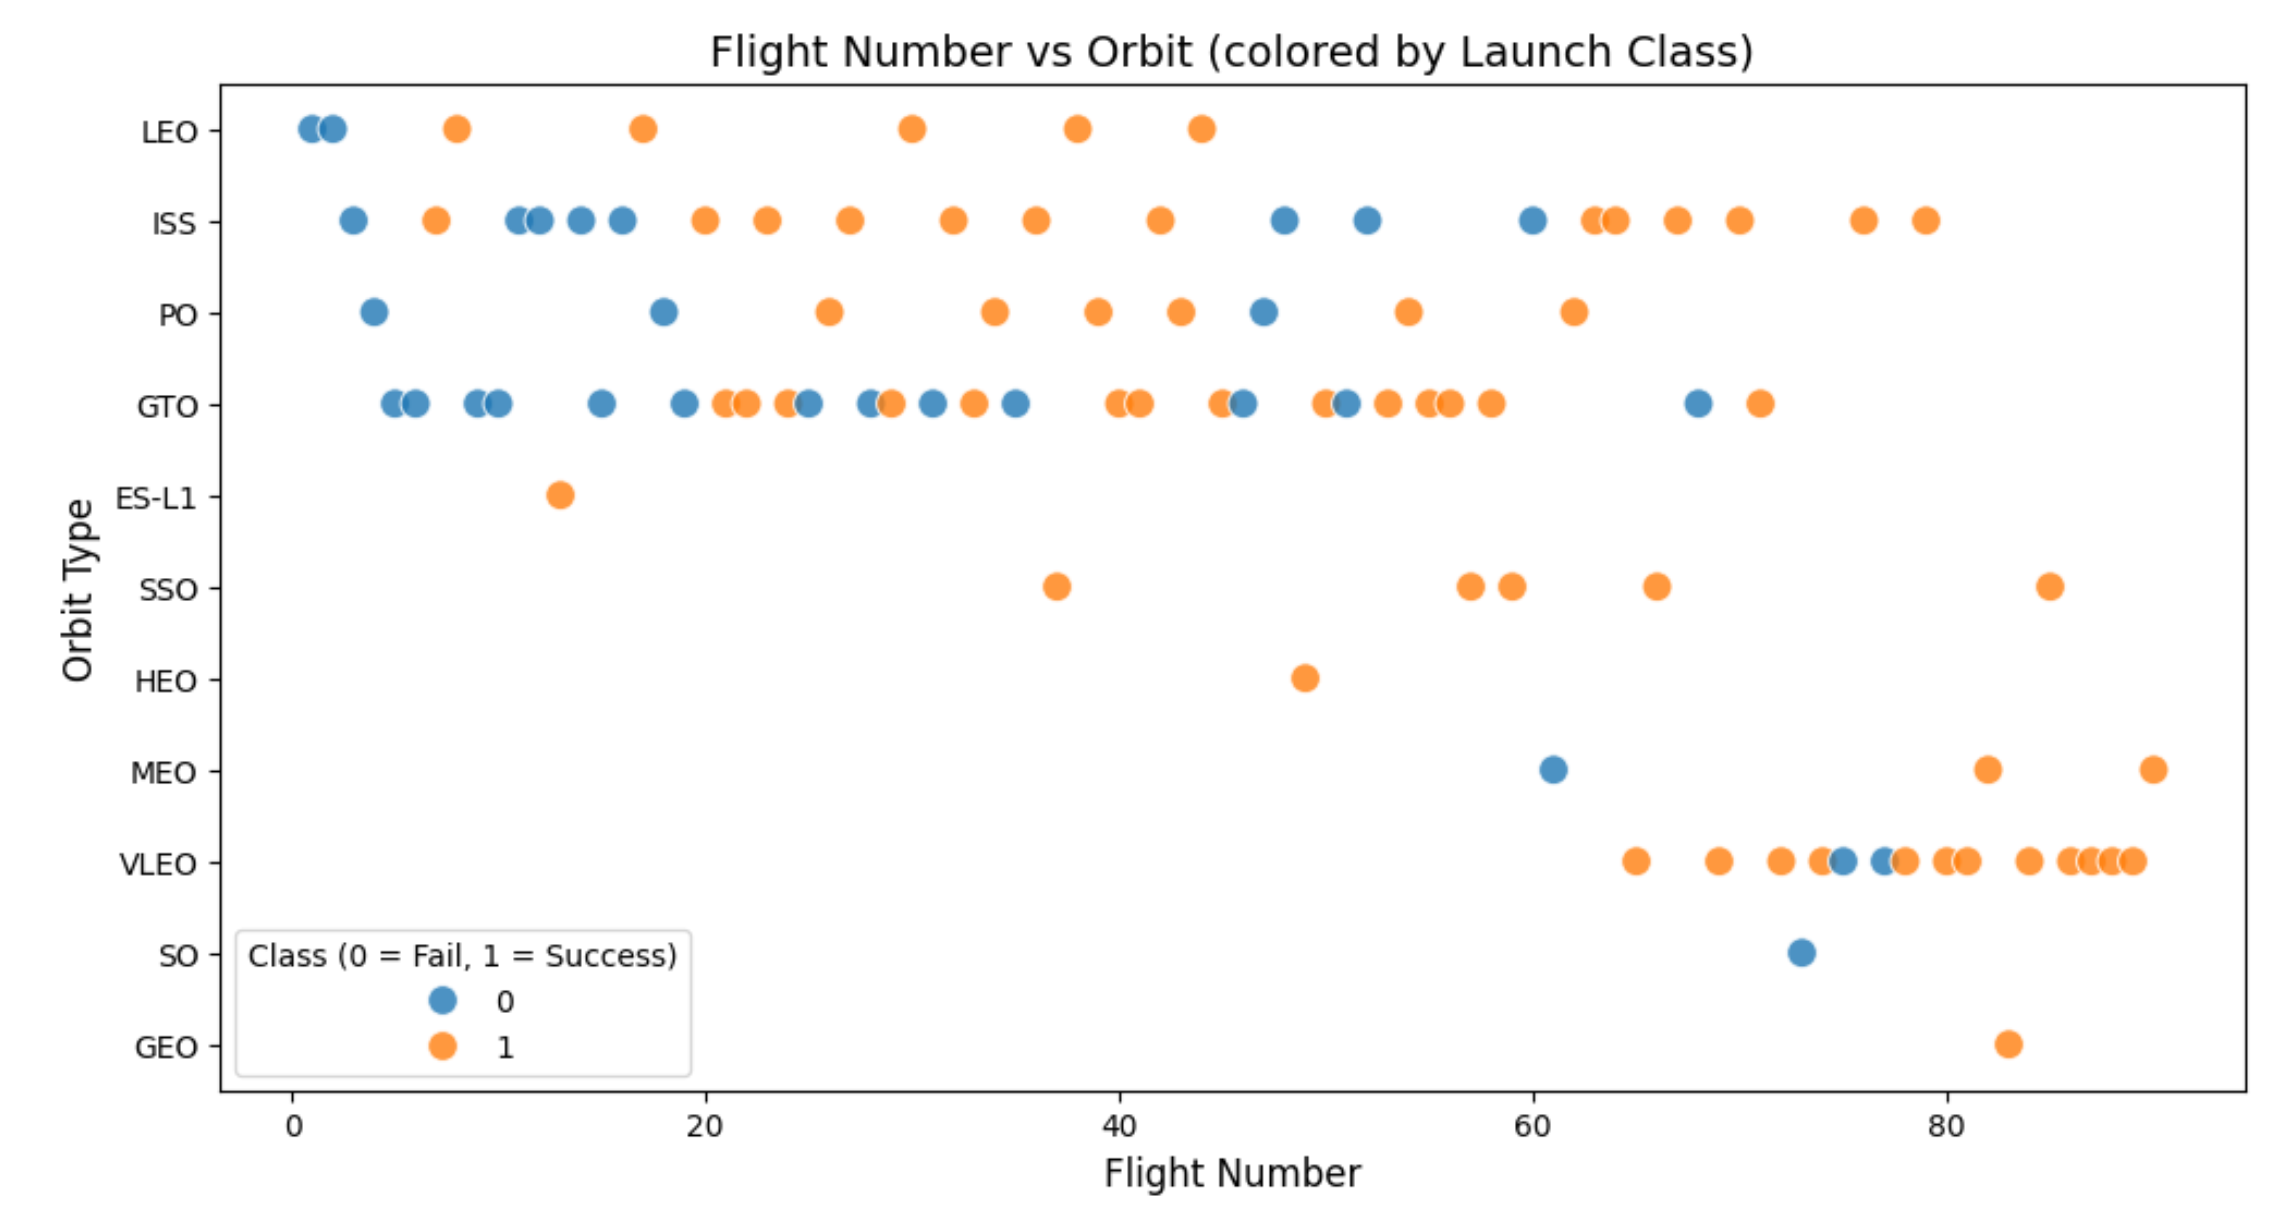 Flight Number vs Orbit (colored by Launch Class)
Orbit Type
LEO
ISS
PO
GTO
ES-L1
SSO
HEO
MEO
VLEO
SO
GEO
Class (0 = Fail, 1 = Success)
0
1
0 20 40 60 80
Flight Number